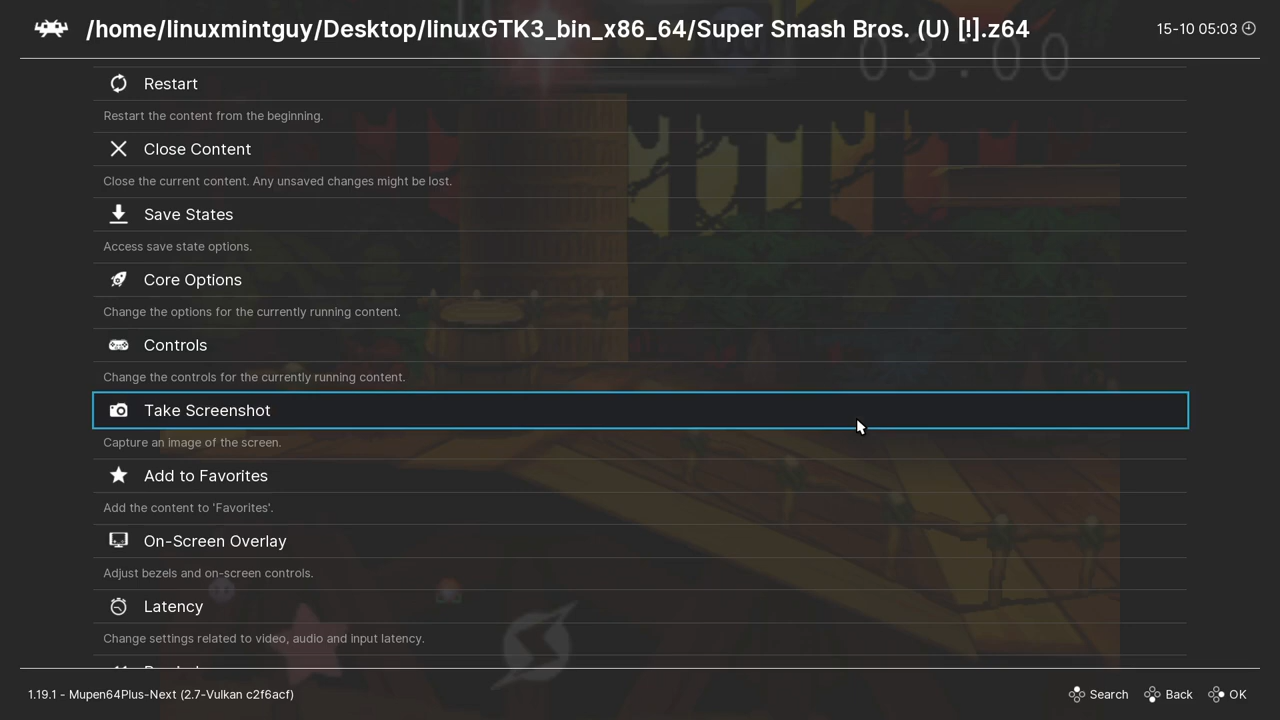 /home/linuxmintguy/Desktop/linuxGTK3_bin_x86_64/Super Smash Bros. (U) [!].z64
15-10 05:03
03:00
Restart
Restart the content from the beginning.
Close Content
Close the current content. Any unsaved changes might be lost.
Save States
Access save state options.
Core Options
Change the options for the currently running content.
Controls
Change the controls for the currently running content.
Take Screenshot
Capture an image of the screen.
Add to Favorites
Add the content to 'Favorites'.
On-Screen Overlay
Adjust bezels and on-screen controls.
Latency
Change settings related to video, audio and input latency.
1.19.1 - Mupen64Plus-Next (2.7-Vulkan c2f6acf)
Search
Back
OK